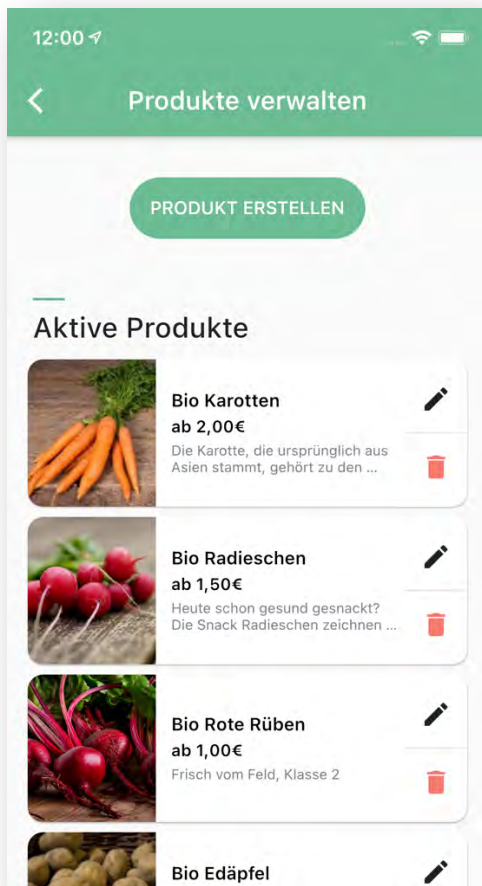 12:00
Produkte verwalten
PRODUKT ERSTELLEN
Aktive Produkte
Bio Karotten
ab 2,00€
Die Karotte, die ursprünglich aus
Asien stammt, gehört zu den ...
Bio Radieschen
ab 1,50€
Heute schon gesund gesnackt?
Die Snack Radieschen zeichnen ...
Bio Rote Rüben
ab 1,00€
Frisch vom Feld, Klasse 2
Bio Edäpfel